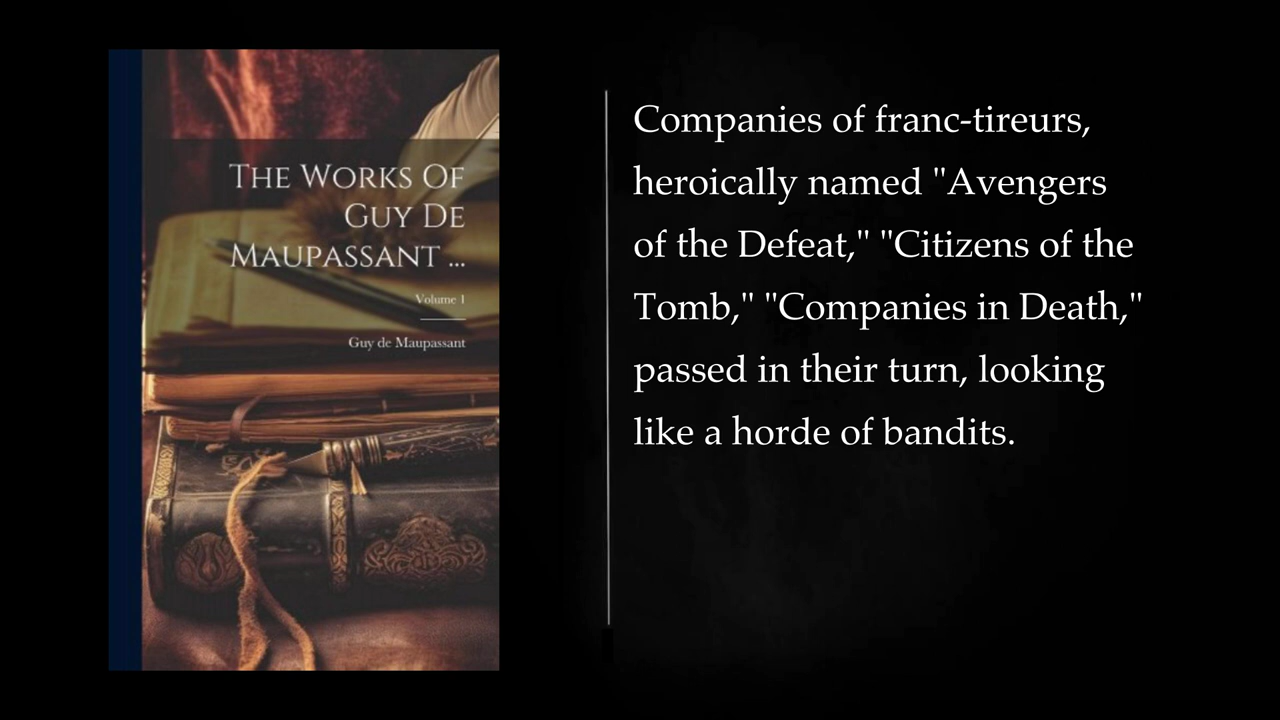 THE WORKS OF
GUY DE
MAUPASSANT ...
Volume 1
Guy de Maupassant
Companies of franc-tireurs,
heroically named "Avengers
of the Defeat," "Citizens of the
Tomb," "Companies in Death,"
passed in their turn, looking
like a horde of bandits.